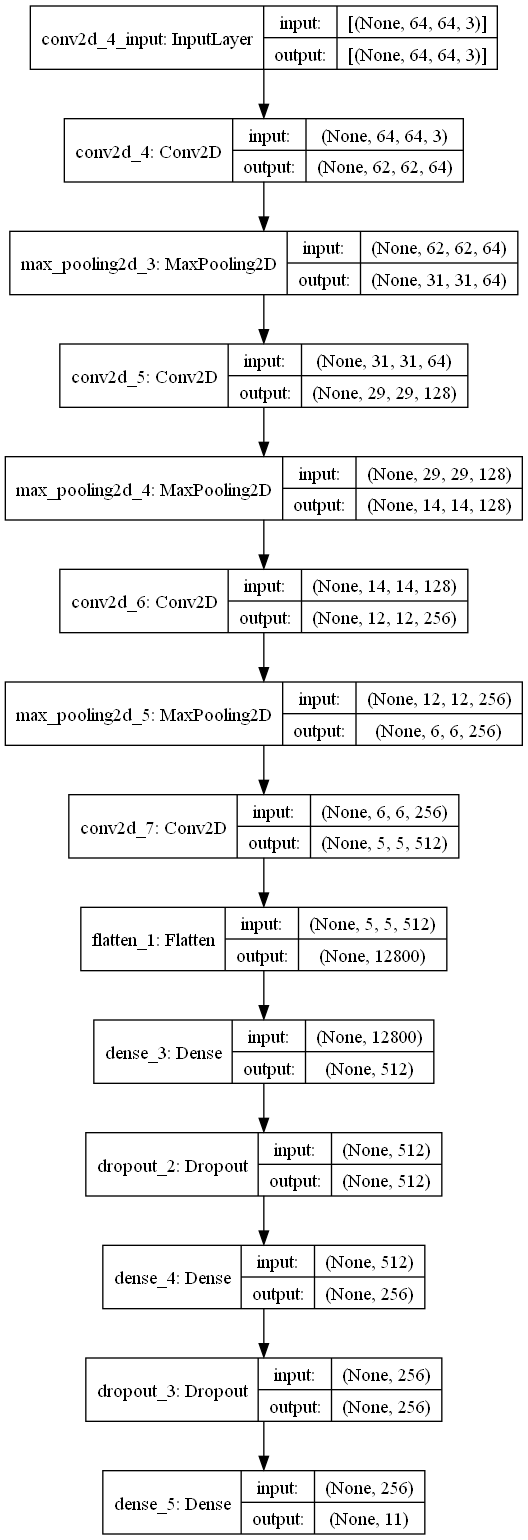 conv2d_4_input: InputLayer
input:
[(None, 64, 64, 3)]
output:
[(None, 64, 64, 3)]
conv2d_4: Conv2D
input:
(None, 64, 64, 3)
output:
(None, 62, 62, 64)
max_pooling2d_3: MaxPooling2D
input:
(None, 62, 62, 64)
output:
(None, 31, 31, 64)
conv2d_5: Conv2D
input:
(None, 31, 31, 64)
output:
(None, 29, 29, 128)
max_pooling2d_4: MaxPooling2D
input:
(None, 29, 29, 128)
output:
(None, 14, 14, 128)
conv2d_6: Conv2D
input:
(None, 14, 14, 128)
output:
(None, 12, 12, 256)
max_pooling2d_5: MaxPooling2D
input:
(None, 12, 12, 256)
output:
(None, 6, 6, 256)
conv2d_7: Conv2D
input:
(None, 6, 6, 256)
output:
(None, 5, 5, 512)
flatten_1: Flatten
input:
(None, 5, 5, 512)
output:
(None, 12800)
dense_3: Dense
input:
(None, 12800)
output:
(None, 512)
dropout_2: Dropout
input:
(None, 512)
output:
(None, 512)
dense_4: Dense
input:
(None, 512)
output:
(None, 256)
dropout_3: Dropout
input:
(None, 256)
output:
(None, 256)
dense_5: Dense
input:
(None, 256)
output:
(None, 11)